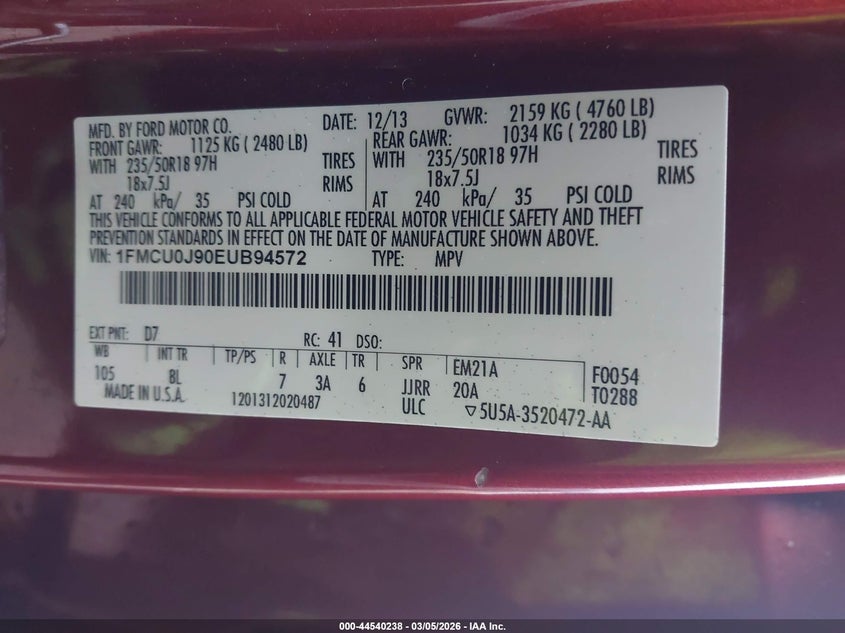 MFD. BY FORD MOTOR CO. DATE: 12/13 GVWR: 2159 KG ( 4760 LB)
FRONT GAWR: 1125 KG ( 2480 LB) REAR GAWR: 1034 KG ( 2280 LB)
WITH 235/50R18 97H TIRES WITH 235/50R18 97H TIRES
18x7.5J RIMS 18x7.5J RIMS
AT 240 kPa/ 35 PSI COLD AT 240 kPa/ 35 PSI COLD
THIS VEHICLE CONFORMS TO ALL APPLICABLE FEDERAL MOTOR VEHICLE SAFETY AND THEFT
PREVENTION STANDARDS IN EFFECT ON THE DATE OF MANUFACTURE SHOWN ABOVE.
VIN: 1FMCU0J90EUB94572 TYPE: MPV
EXT PNT: D7 RC: 41 DSO:
WB INT TR TP/PS R AXLE TR SPR EM21A F0054
105 8L 7 3A 6 JJRR 20A T0288
MADE IN U.S.A. 1201312020487 ULC ▽5U5A-3520472-AA
000-44540238 - 03/05/2026 - IAA Inc.